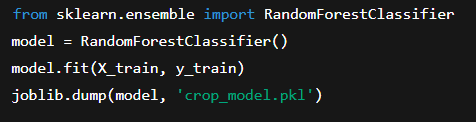 from sklearn.ensemble import RandomForestClassifier
model = RandomForestClassifier()
model.fit(X_train, y_train)
joblib.dump(model, 'crop_model.pkl')